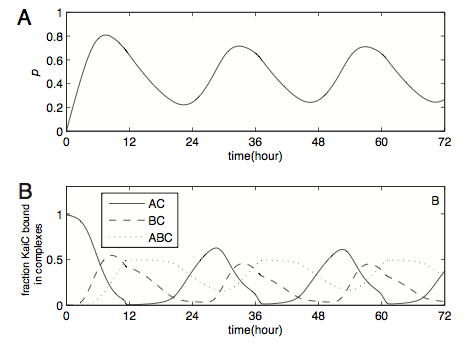 A
1
0.8
0.6
0.4
0.2
0
p
0 12 24 36 48 60 72
time(hour)
B
B
AC
BC
ABC
1
0.5
0
fraction KaiC bound
in complexes
0 12 24 36 48 60 72
time(hour)